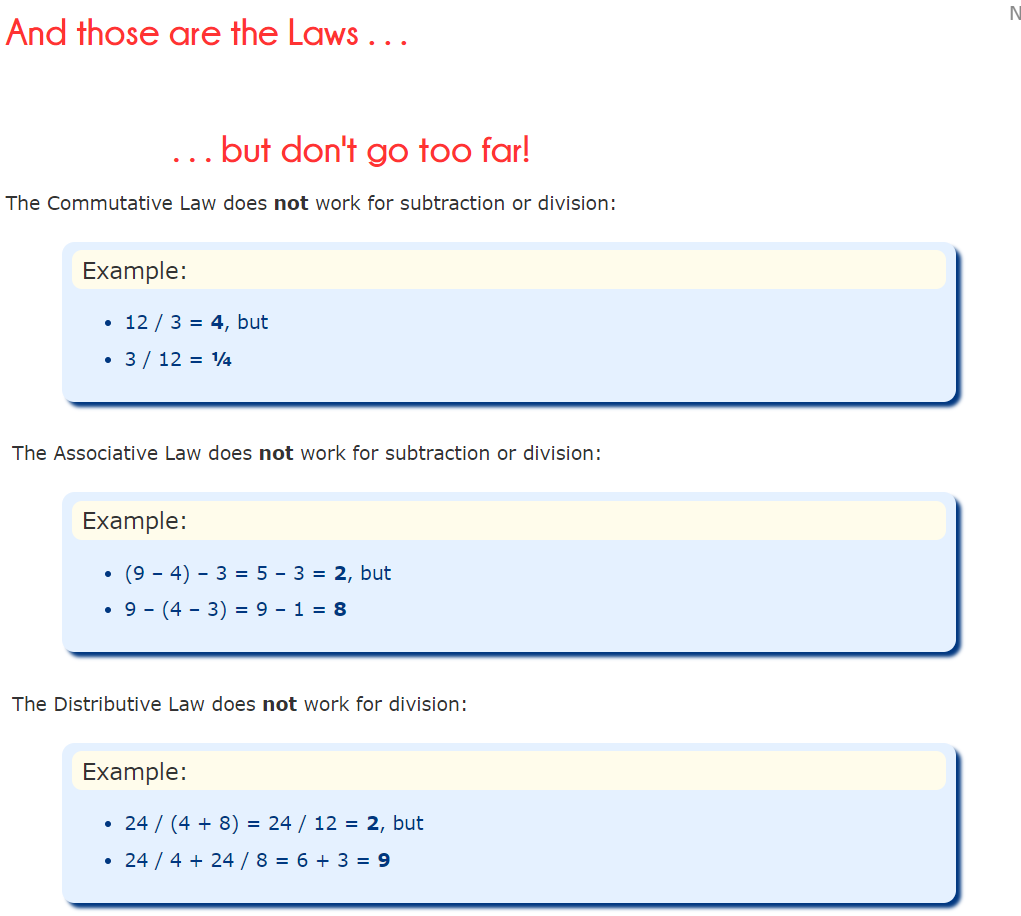 N
And those are the Laws . . .
. . . but don't go too far!
The Commutative Law does not work for subtraction or division:
Example:
• 12 / 3 = 4, but
• 3 / 12 = ¼
The Associative Law does not work for subtraction or division:
Example:
• (9 – 4) – 3 = 5 – 3 = 2, but
• 9 – (4 – 3) = 9 – 1 = 8
The Distributive Law does not work for division:
Example:
• 24 / (4 + 8) = 24 / 12 = 2, but
• 24 / 4 + 24 / 8 = 6 + 3 = 9